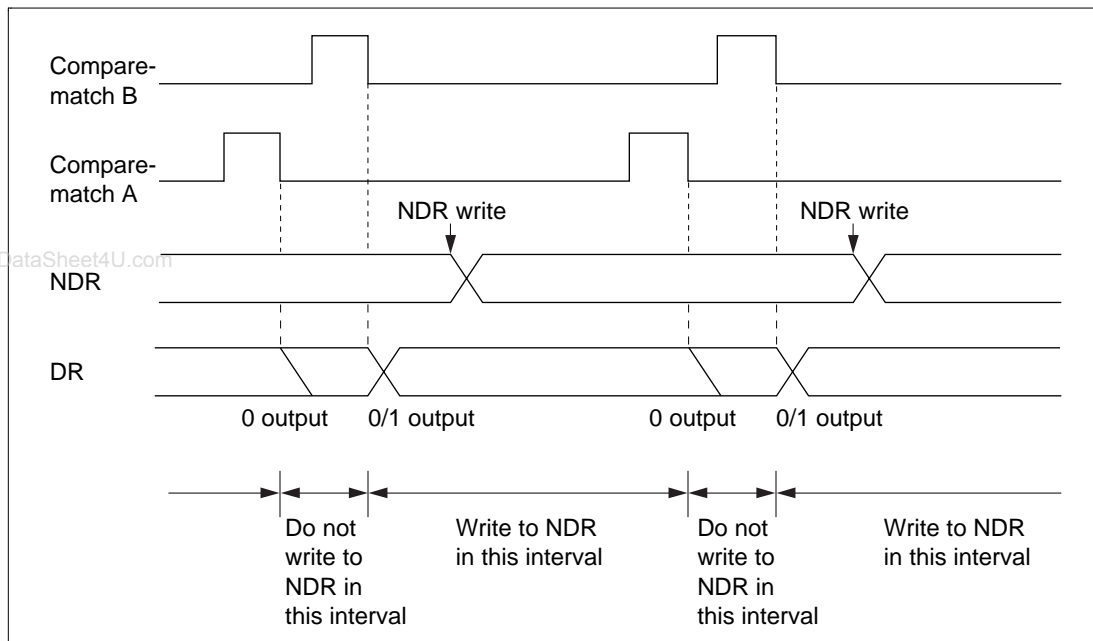 Compare-
match B
Compare-
match A
NDR write
NDR write
DataSheet4U.com
NDR
DR
0 output
0/1 output
0 output
0/1 output
Do not
write to
NDR in
this interval
Write to NDR
in this interval
Do not
write to
NDR in
this interval
Write to NDR
in this interval